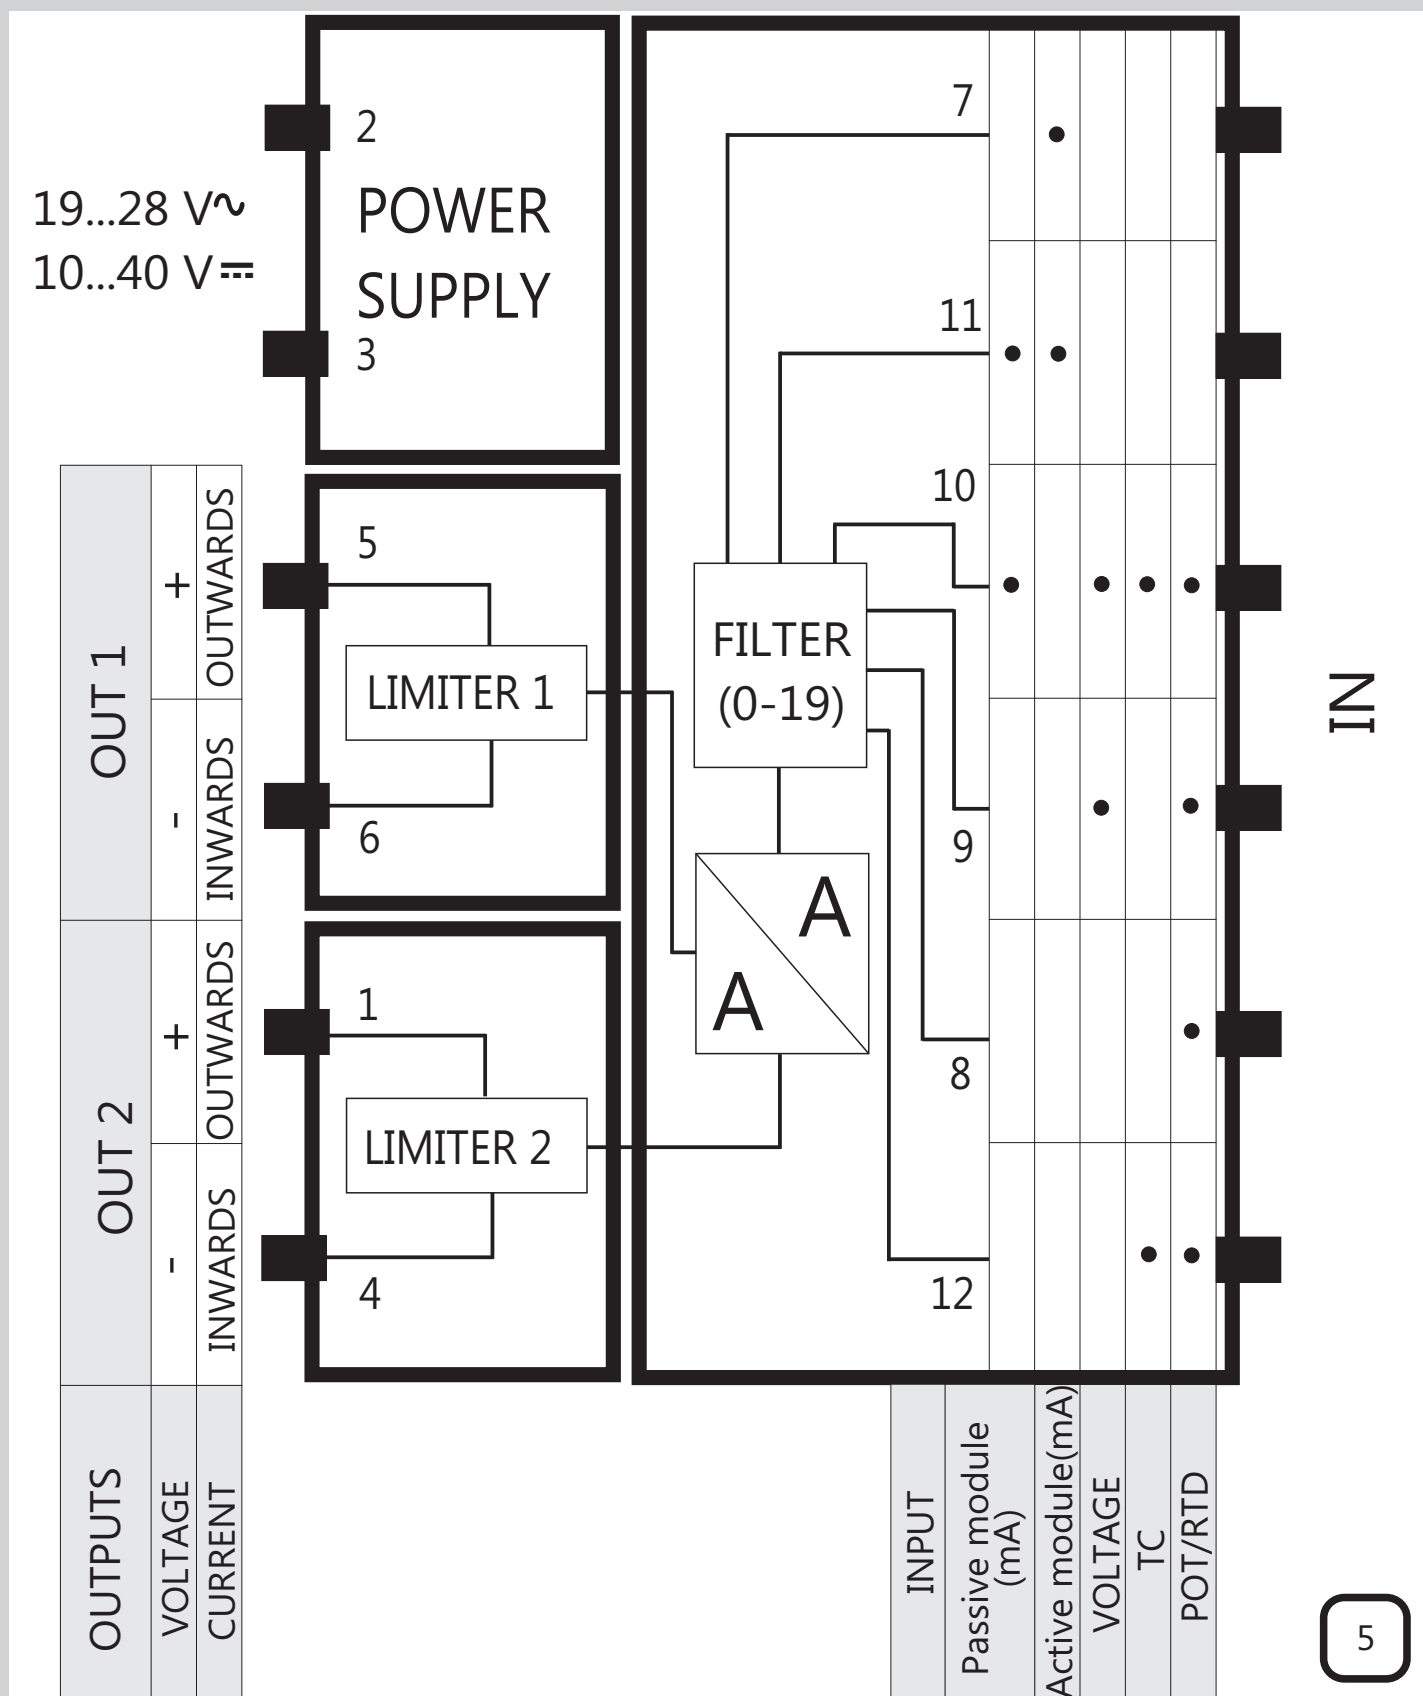 2
POWER
SUPPLY
3
19...28 V~
10...40 V⎓
5
LIMITER 1
6
1
LIMITER 2
4
OUT 1
+
OUTWARDS
-
INWARDS
OUT 2
+
OUTWARDS
-
INWARDS
OUTPUTS
VOLTAGE
CURRENT
7
11
10
FILTER
(0-19)
9
A
A
8
12
IN
INPUT
Passive module
(mA)
Active module(mA)
VOLTAGE
TC
POT/RTD
5